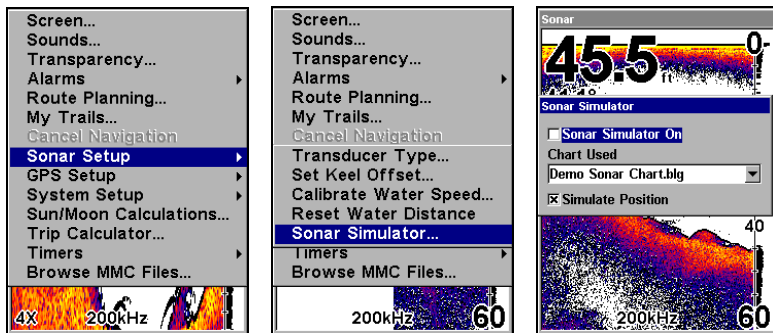 Screen...
Sounds...
Transparency...
Alarms
Route Planning...
My Trails...
Cancel Navigation
Sonar Setup
GPS Setup
System Setup
Sun/Moon Calculations...
Trip Calculator...
Timers
Browse MMC Files...
4X 200kHz
Screen...
Sounds...
Transparency...
Alarms
Route Planning...
My Trails...
Cancel Navigation
Transducer Type...
Set Keel Offset...
Calibrate Water Speed...
Reset Water Distance
Sonar Simulator...
Timers
Browse MMC Files...
200kHz 60
Sonar
45.5 ft 0
Sonar Simulator
Sonar Simulator On
Chart Used
Demo Sonar Chart.blg
Simulate Position
40
200kHz 60